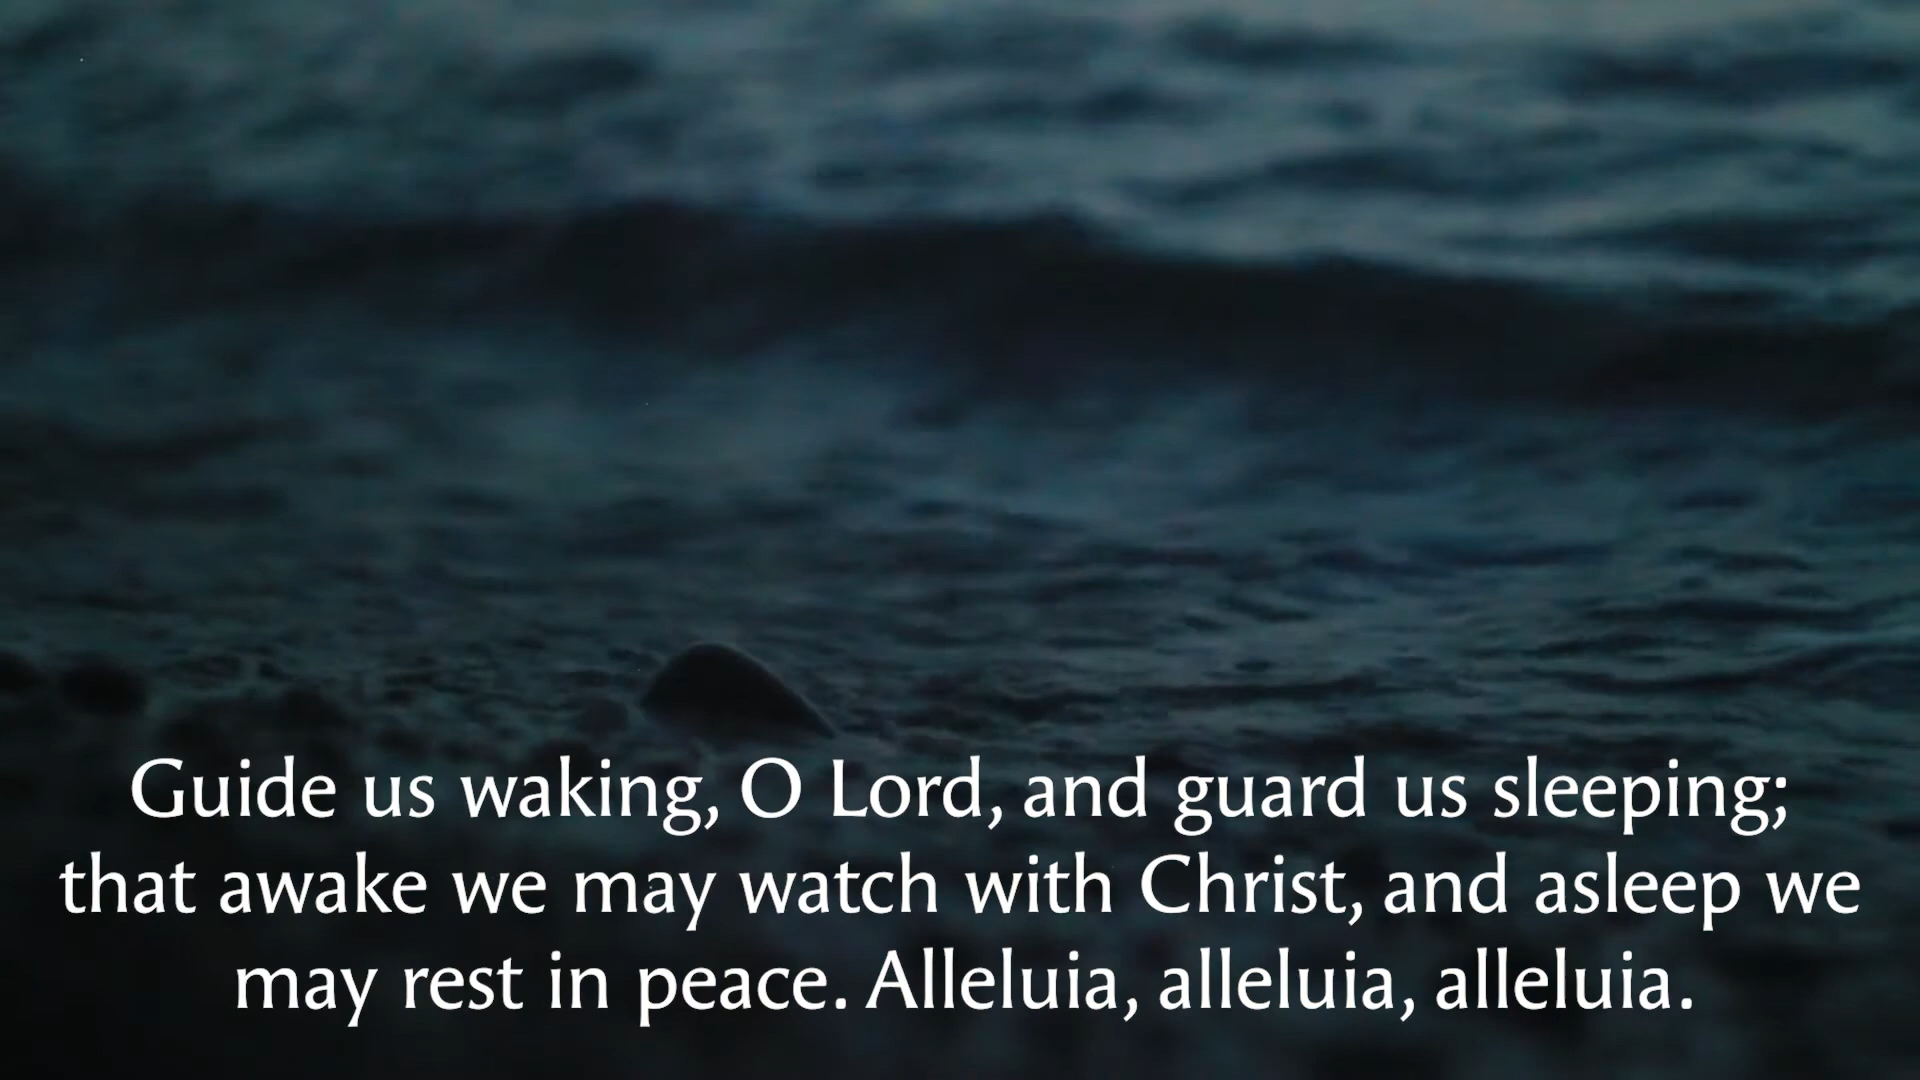 Guide us waking, O Lord, and guard us sleeping;
that awake we may watch with Christ, and asleep we
may rest in peace. Alleluia, alleluia, alleluia.